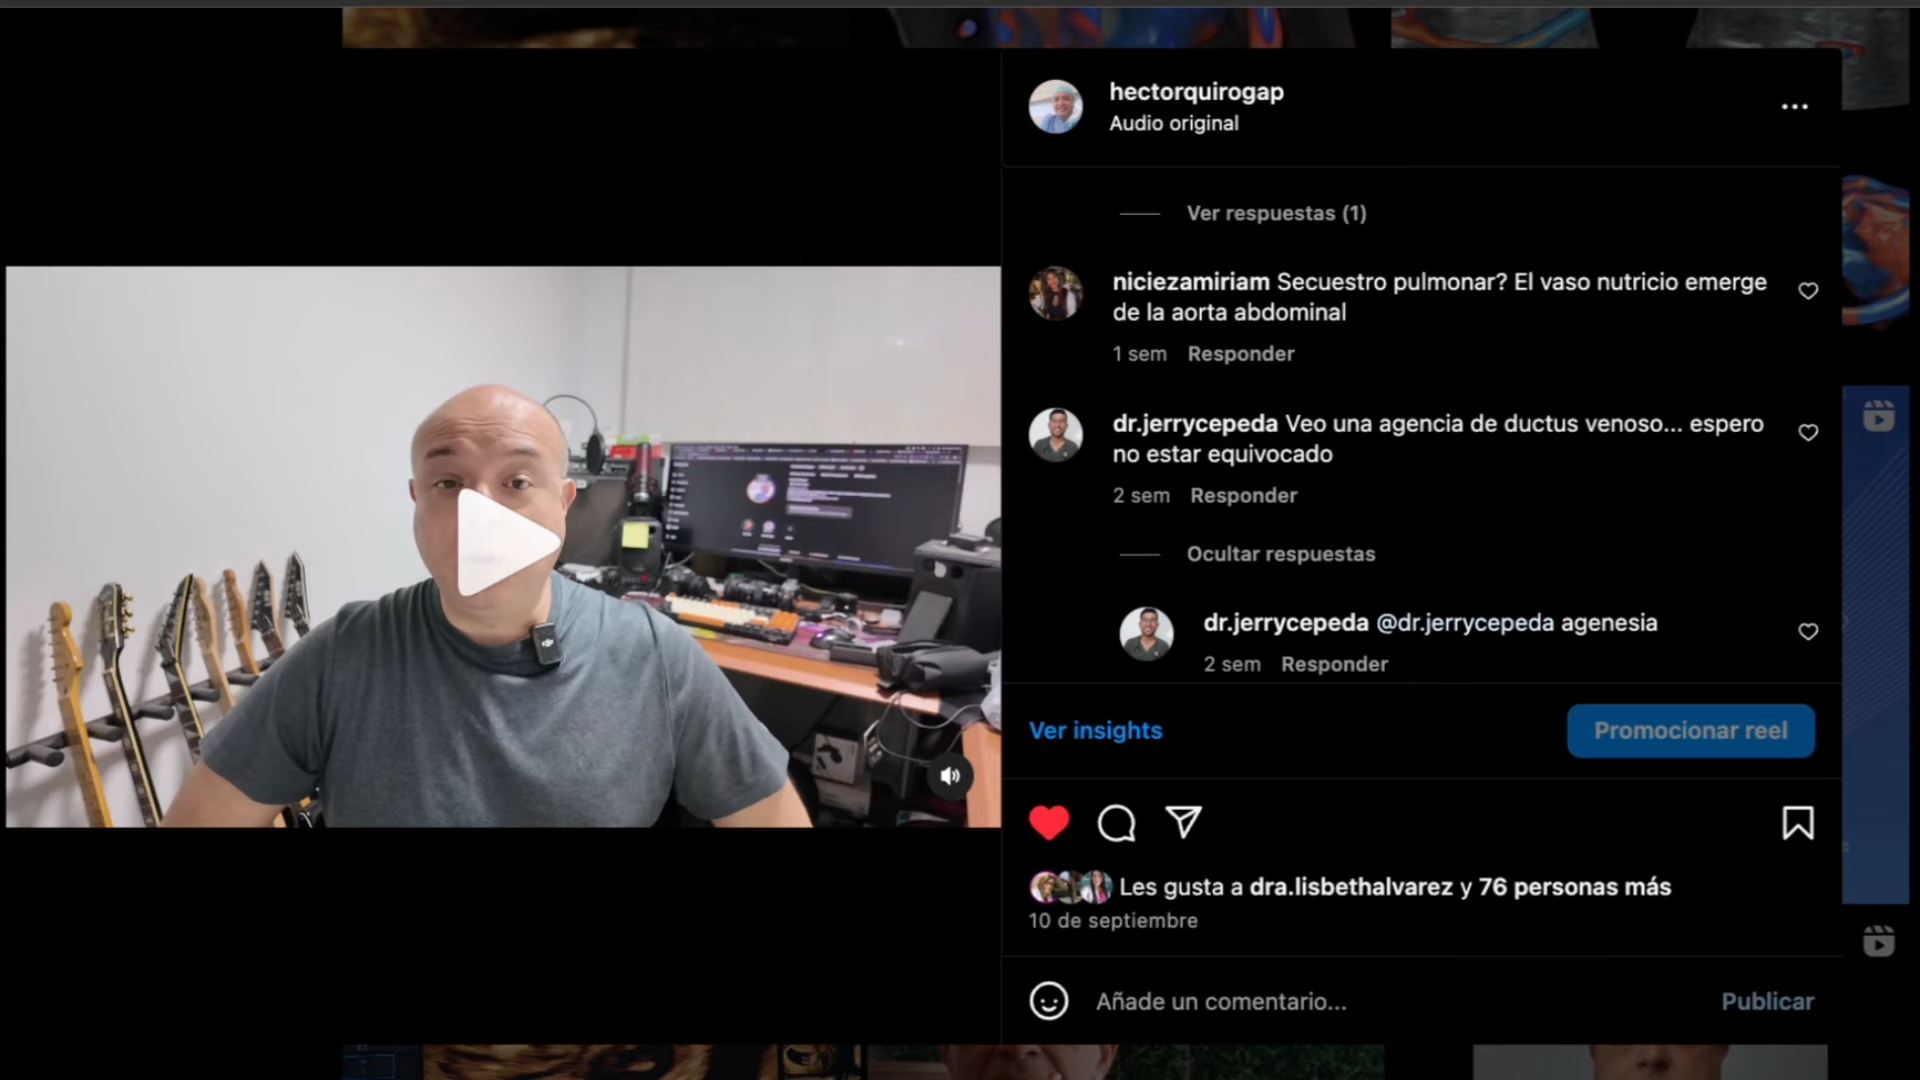 hectorquirogap
Audio original
Ver respuestas (1)
niciezamiriam Secuestro pulmonar? El vaso nutricio emerge
de la aorta abdominal
1 sem Responder
dr.jerrycepeda Veo una agencia de ductus venoso... espero
no estar equivocado
2 sem Responder
Ocultar respuestas
dr.jerrycepeda @dr.jerrycepeda agenesia
2 sem Responder
Ver insights
Promocionar reel
Les gusta a dra.lisbethalvarez y 76 personas más
10 de septiembre
Añade un comentario...
Publicar